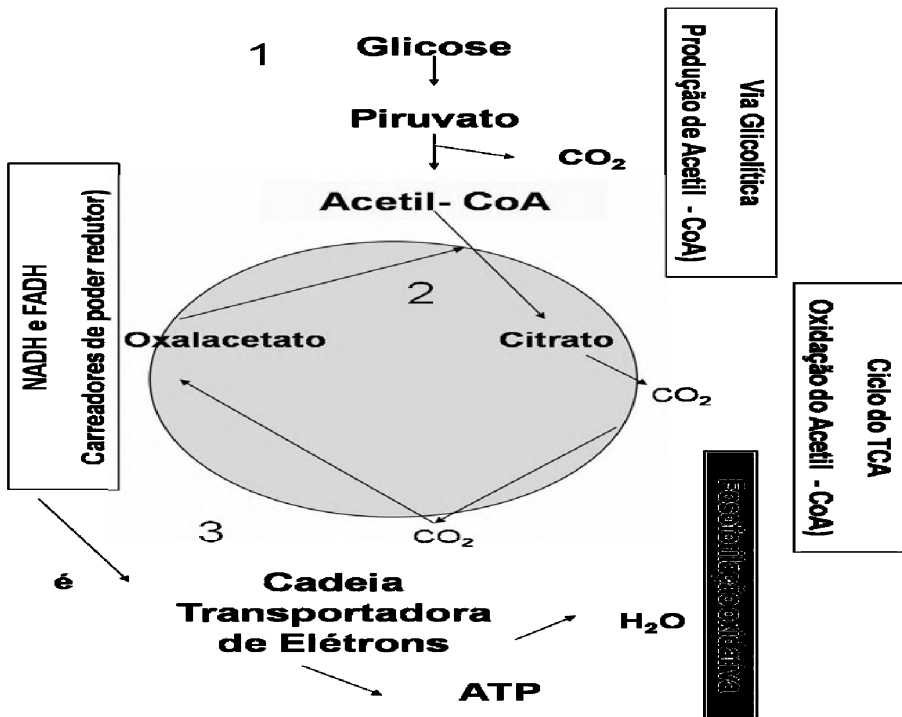 1
Glicose
Piruvato
CO₂
Acetil- CoA
2
Oxalacetato
Citrato
CO₂
CO₂
3
é
Cadeia
Transportadora
de Elétrons
H₂O
ATP
Via Glicolítica
Produção de Acetil - CoA)
NADH e FADH
Carreadores de poder redutor)
Ciclo do TCA
Oxidação do Acetil - CoA)
oxidativa